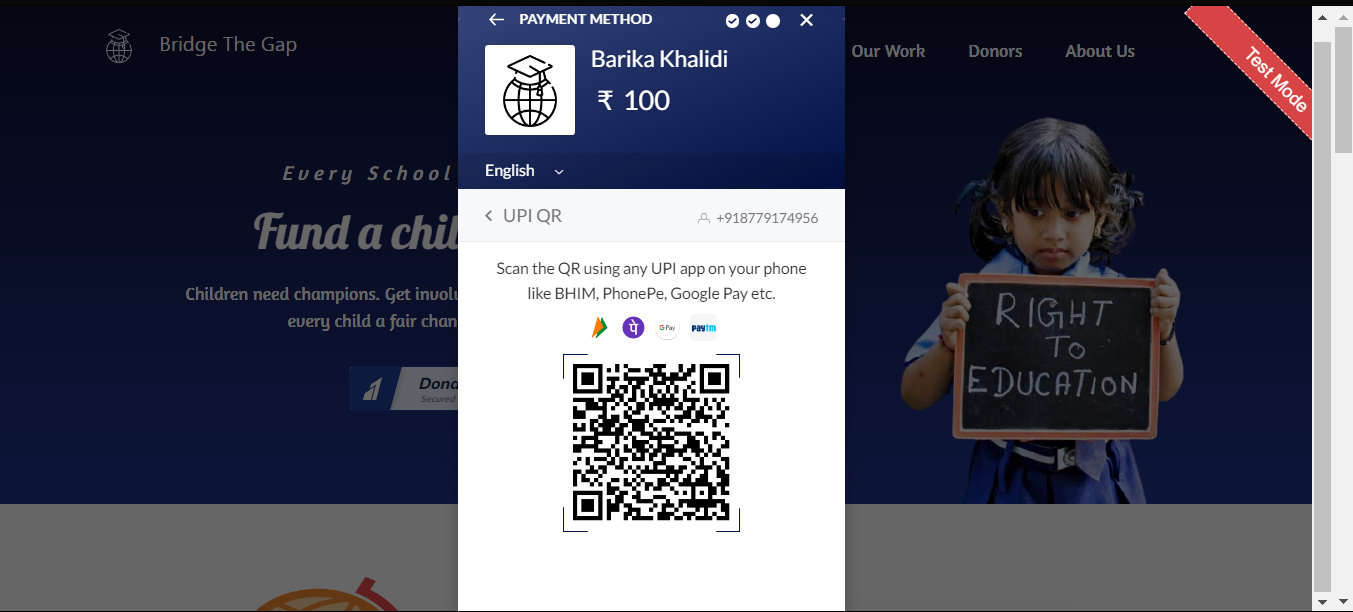 PAYMENT METHOD
Bridge The Gap
Barika Khalidi
₹ 100
Our Work
Donors
About Us
Test Mode
English
Every School
Fund a chil
UPI QR
+918779174956
Scan the QR using any UPI app on your phone
like BHIM, PhonePe, Google Pay etc.
पे
G Pay
paytm
Children need champions. Get involu
every child a fair chan
Dona
Secured
RIGHT
TO
EDUCATION